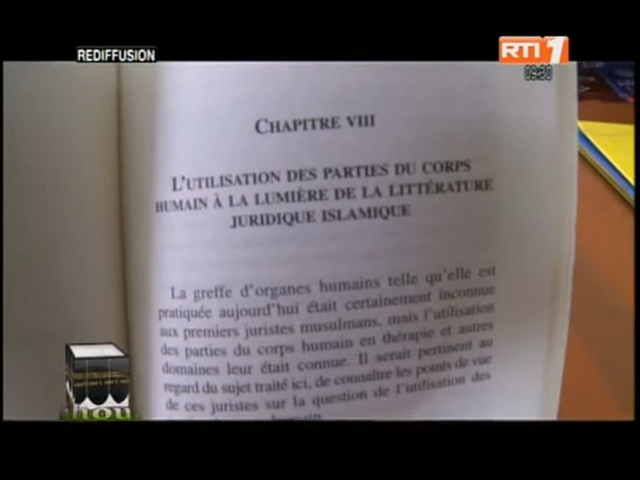 REDIFFUSION
RTI 1
09:30
CHAPITRE VIII
L'UTILISATION DES PARTIES DU CORPS
HUMAIN À LA LUMIÈRE DE LA LITTÉRATURE
JURIDIQUE ISLAMIQUE
La greffe d'organes humains telle qu'elle est
pratiquée aujourd'hui était certainement inconnue
aux premiers juristes musulmans, mais l'utilisation
des parties du corps humain en thérapie et autres
domaines leur était connue. Il serait pertinent au
regard du sujet traité ici, de connaître les points de vue
de ces juristes sur la question de l'utilisation des